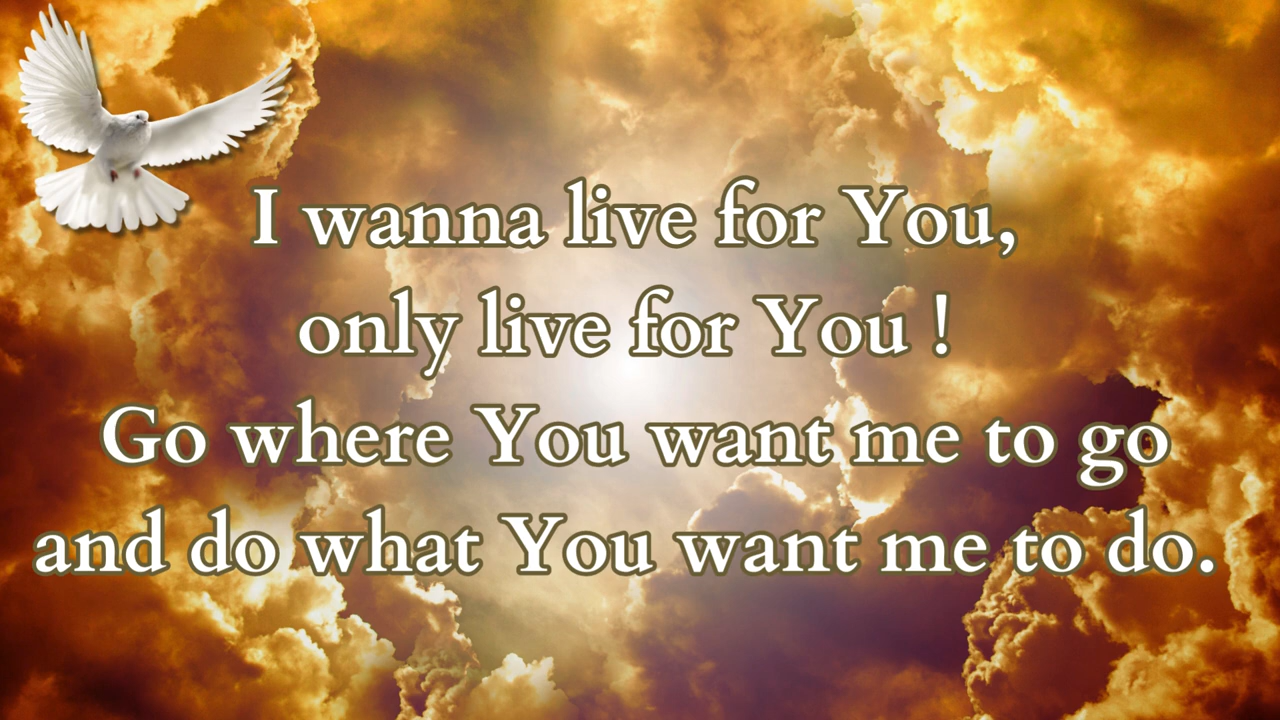 I wanna live for You,
only live for You !
Go where You want me to go
and do what You want me to do.